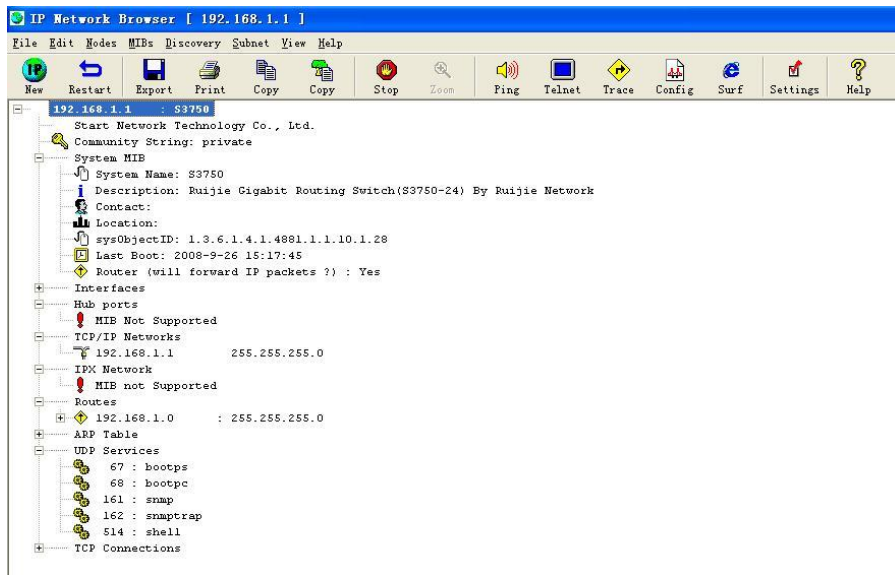 IP Network Browser [ 192.168.1.1 ]
File Edit Nodes MIBs Discovery Subnet View Help
New Restart Export Print Copy Copy Stop Zoom Ping Telnet Trace Config Surf Settings Help
192.168.1.1 : S3750
Start Network Technology Co., Ltd.
Community String: private
System MIB
System Name: S3750
Description: Ruijie Gigabit Routing Switch(S3750-24) By Ruijie Network
Contact:
Location:
sysObjectID: 1.3.6.1.4.1.4881.1.1.10.1.28
Last Boot: 2008-9-26 15:17:45
Router (will forward IP packets ?) : Yes
Interfaces
Hub ports
MIB Not Supported
TCP/IP Networks
192.168.1.1 255.255.255.0
IPX Network
MIB not Supported
Routes
192.168.1.0 : 255.255.255.0
ARP Table
UDP Services
67 : bootps
68 : bootpc
161 : snmp
162 : snmptrap
514 : shell
TCP Connections